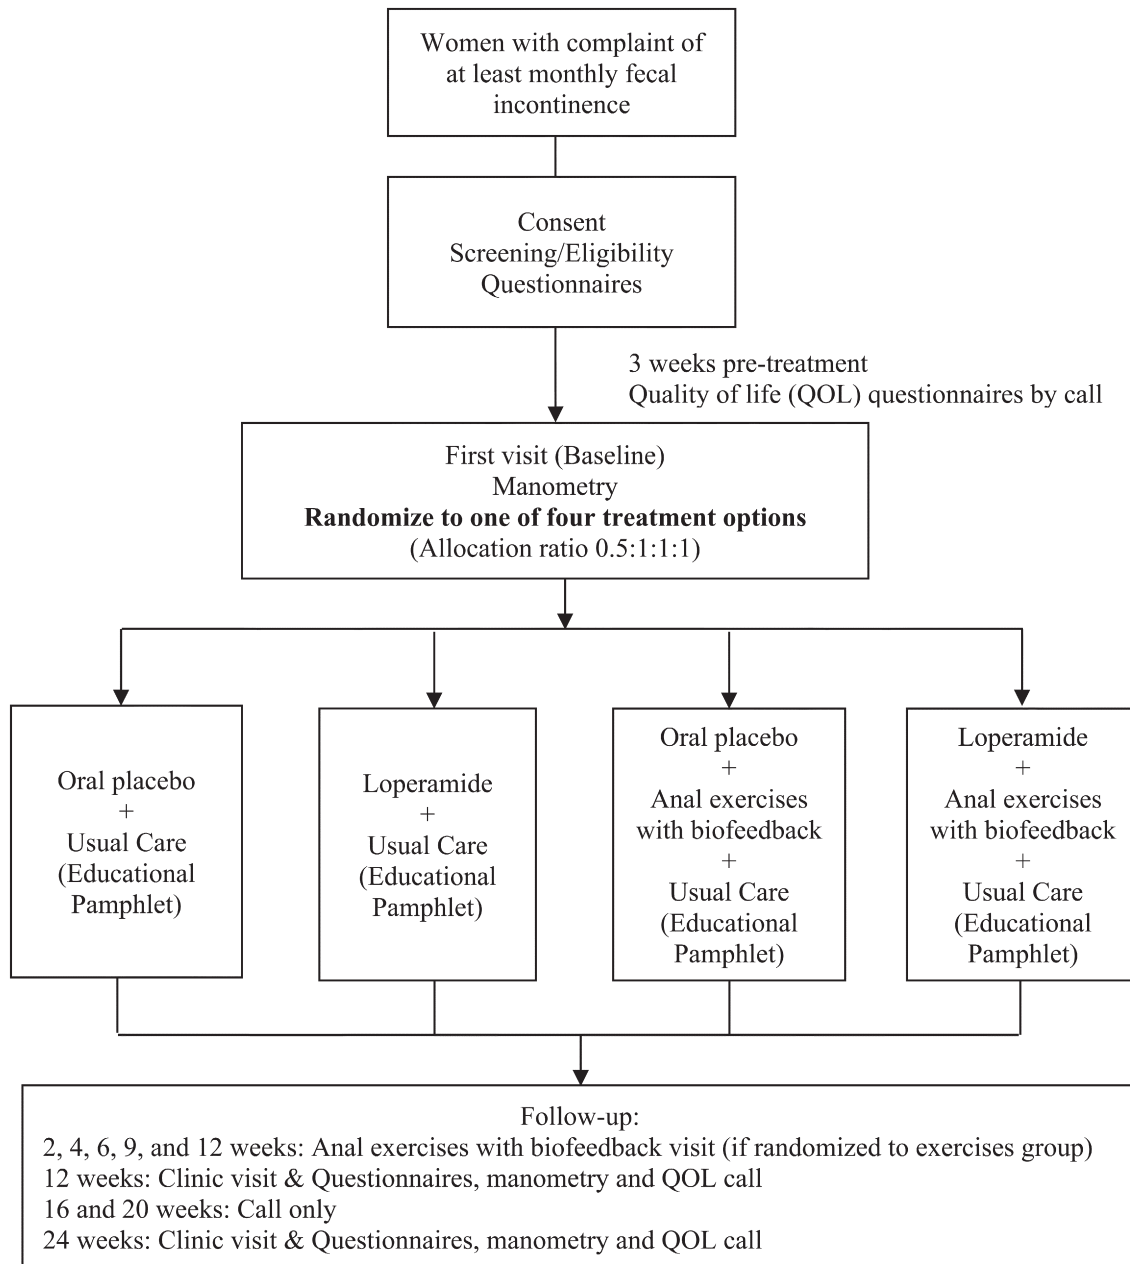 Women with complaint of
at least monthly fecal
incontinence
Consent
Screening/Eligibility
Questionnaires
3 weeks pre-treatment
Quality of life (QOL) questionnaires by call
First visit (Baseline)
Manometry
Randomize to one of four treatment options
(Allocation ratio 0.5:1:1:1)
Oral placebo
+
Usual Care
(Educational
Pamphlet)
Loperamide
+
Usual Care
(Educational
Pamphlet)
Oral placebo
+
Anal exercises
with biofeedback
+
Usual Care
(Educational
Pamphlet)
Loperamide
+
Anal exercises
with biofeedback
+
Usual Care
(Educational
Pamphlet)
Follow-up:
2, 4, 6, 9, and 12 weeks: Anal exercises with biofeedback visit (if randomized to exercises group)
12 weeks: Clinic visit & Questionnaires, manometry and QOL call
16 and 20 weeks: Call only
24 weeks: Clinic visit & Questionnaires, manometry and QOL call